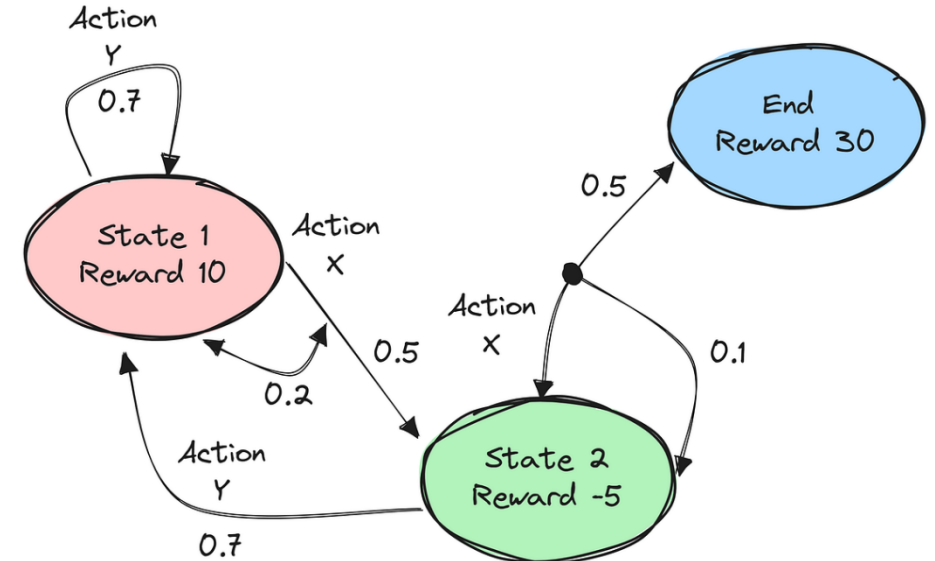 Action
Y
0.7
State 1
Reward 10
Action
X
0.2
0.5
Action
Y
0.7
End
Reward 30
0.5
Action
X
0.1
State 2
Reward -5